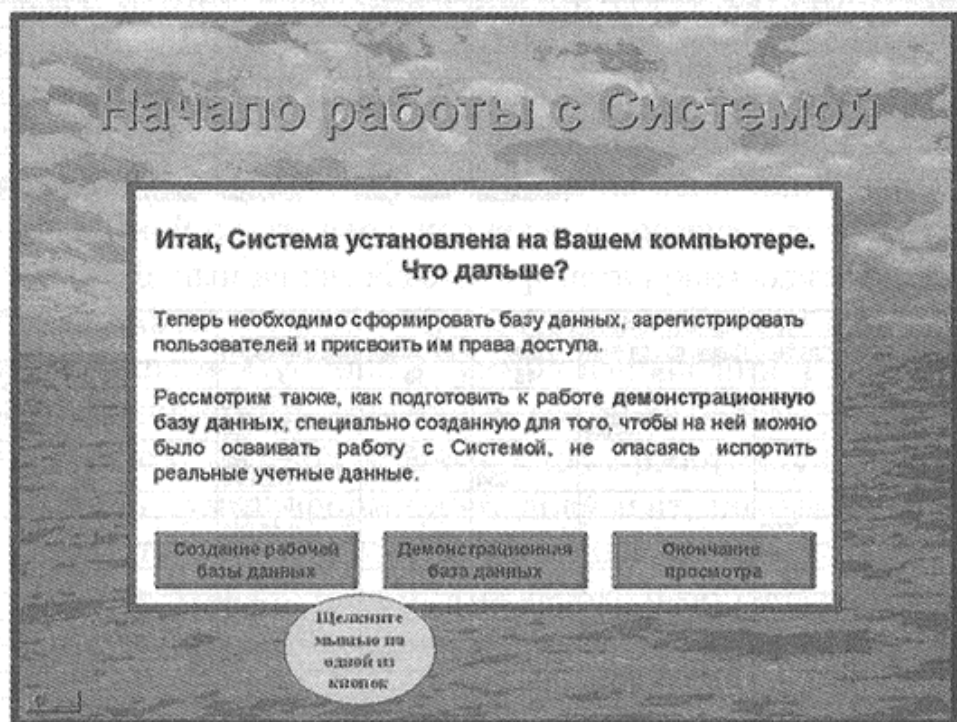 Начало работы с Системой
Итак, Система установлена на Вашем компьютере.
Что дальше?
Теперь необходимо сформировать базу данных, зарегистрировать
пользователей и присвоить им права доступа.
Рассмотрим также, как подготовить к работе демонстрационную
базу данных, специально созданную для того, чтобы на ней можно
было осваивать работу с Системой, не опасаясь испортить
реальные учетные данные.
Создание рабочей
базы данных
Демонстрационная
база данных
Окончание
просмотра
Щелкните
мышью на
одной из
кнопок